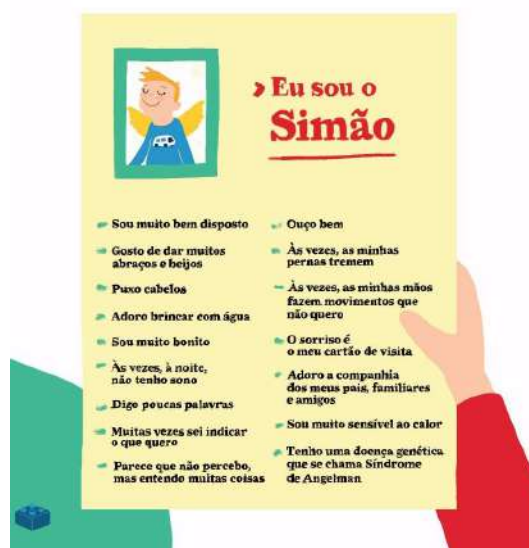 Eu sou o
Simão
Sou muito bem disposto
Gosto de dar muitos
abraços e beijos
Puxo cabelos
Adoro brincar com água
Sou muito bonito
Às vezes, à noite,
não tenho sono
Digo poucas palavras
Muitas vezes sei indicar
o que quero
Parece que não percebo,
mas entendo muitas coisas
Ouço bem
Às vezes, as minhas
pernas tremem
Às vezes, as minhas mãos
fazem movimentos que
não quero
O sorriso é
o meu cartão de visita
Adoro a companhia
dos meus pais, familiares
e amigos
Sou muito sensível ao calor
Tenho uma doença genética
que se chama Síndrome
de Angelman